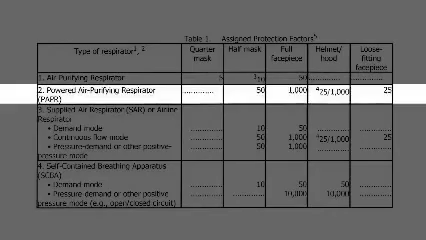 Table 1. Assigned Protection Factors5
Type of respirator1, 2 Quarter mask Half mask Full facepiece Helmet/ hood Loose-fitting facepiece
1. Air Purifying Respirator 5 310 50 .............. ..............
2. Powered Air-Purifying Respirator (PAPR) .............. 50 1,000 425/1,000 25
3. Supplied Air Respirator (SAR) or Airline Respirator
• Demand mode .............. 10 50 .............. ..............
• Continuous flow mode .............. 50 1,000 425/1,000 25
• Pressure-demand or other positive-pressure mode .............. 50 1,000 .............. ..............
4. Self-Contained Breathing Apparatus (SCBA)
• Demand mode .............. 10 50 50 ..............
• Pressure-demand or other positive pressure mode (e.g., open/closed circuit) .............. .............. 10,000 10,000 ..............